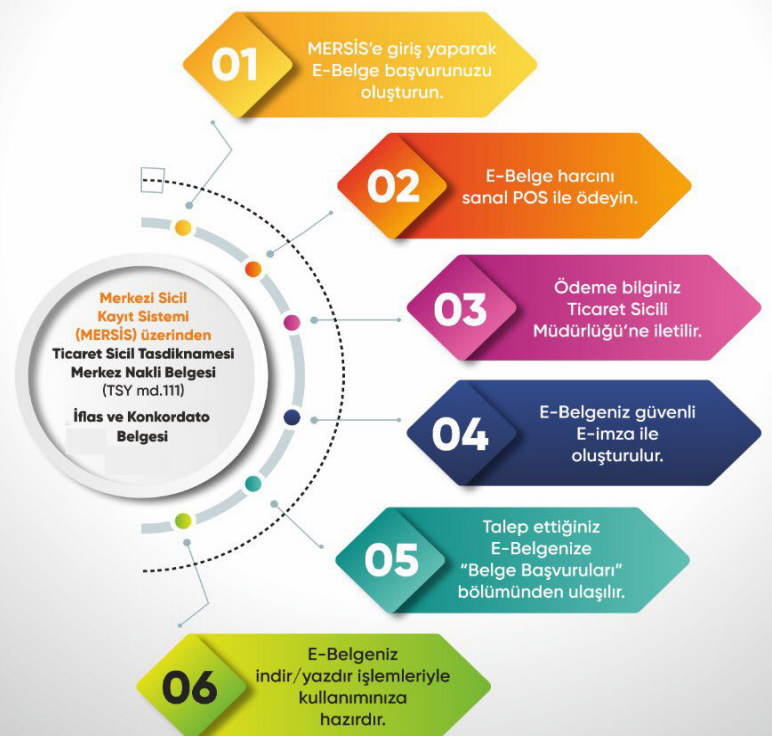 01
MERSİS'e giriş yaparak
E-Belge başvurunuzu
oluşturun.
02
E-Belge harcını
sanal POS ile ödeyin.
03
Ödeme bilginiz
Ticaret Sicili
Müdürlüğü'ne iletilir.
Merkezi Sicil
Kayıt Sistemi
(MERSİS) üzerinden
Ticaret Sicil Tasdiknamesi
Merkez Nakli Belgesi
(TSY md.111)
İflas ve Konkordato
Belgesi
04
E-Belgeniz güvenli
E-imza ile
oluşturulur.
05
Talep ettiğiniz
E-Belgenize
"Belge Başvuruları"
bölümünden ulaşılır.
06
E-Belgeniz
indir/yazdır işlemleriyle
kullanımınıza
hazırdır.